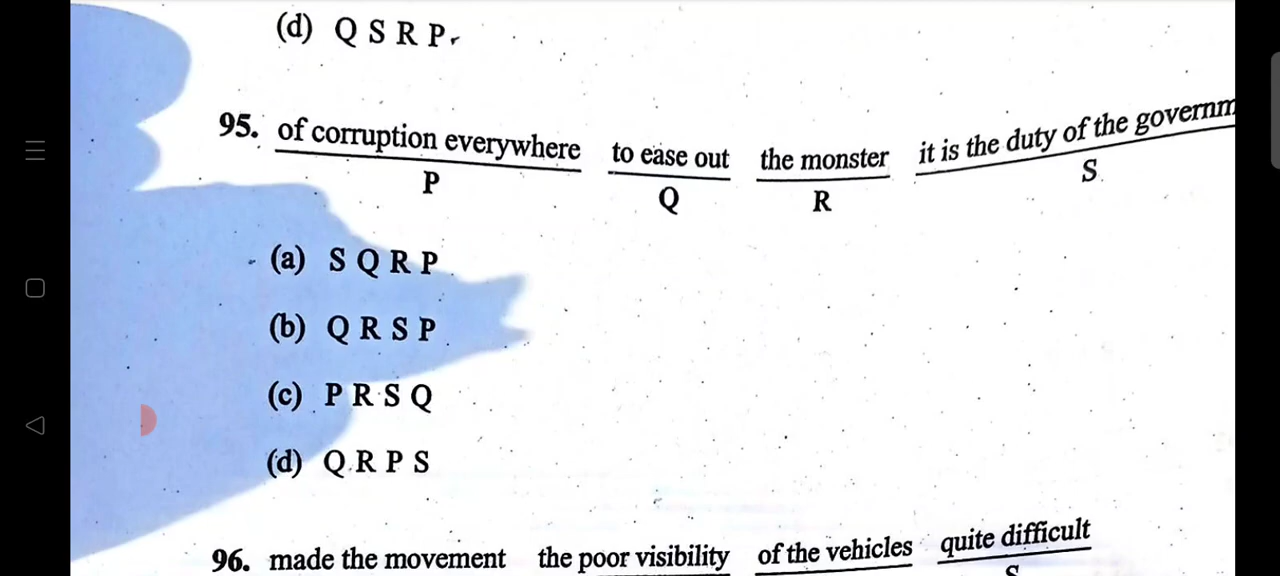 (d) Q S R P
95. of corruption everywhere to ease out the monster it is the duty of the governm
P Q R S
(a) S Q R P
(b) Q R S P
(c) P R S Q
(d) Q R P S
96. made the movement the poor visibility of the vehicles quite difficult
S